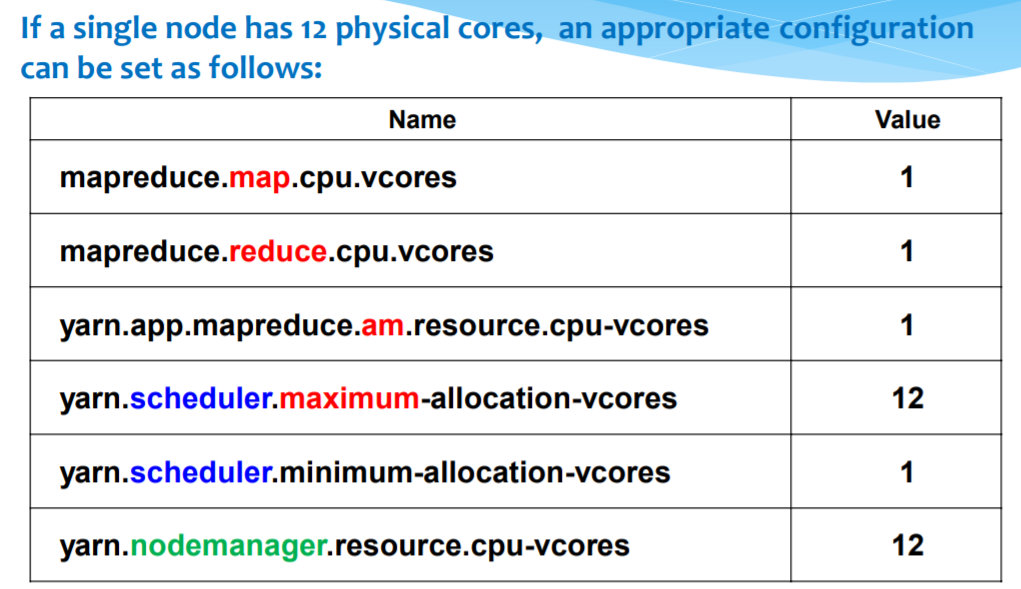 If a single node has 12 physical cores, an appropriate configuration
can be set as follows:
Name Value
mapreduce.map.cpu.vcores 1
mapreduce.reduce.cpu.vcores 1
yarn.app.mapreduce.am.resource.cpu-vcores 1
yarn.scheduler.maximum-allocation-vcores 12
yarn.scheduler.minimum-allocation-vcores 1
yarn.nodemanager.resource.cpu-vcores 12